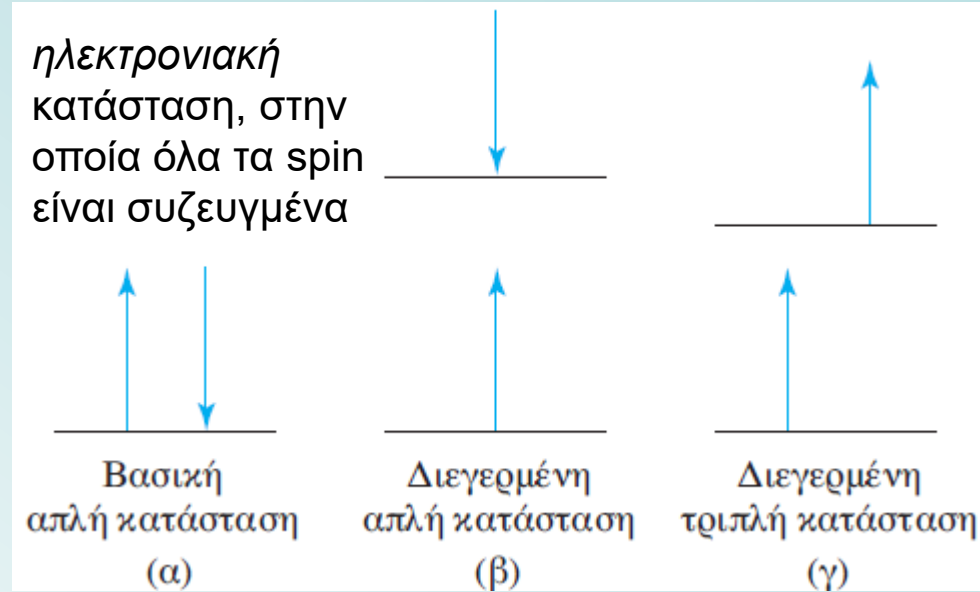 ηλεκτρονιακή
κατάσταση, στην
οποία όλα τα spin
είναι συζευγμένα
Βασική
απλή κατάσταση
(α)
Διεγερμένη
απλή κατάσταση
(β)
Διεγερμένη
τριπλή κατάσταση
(γ)